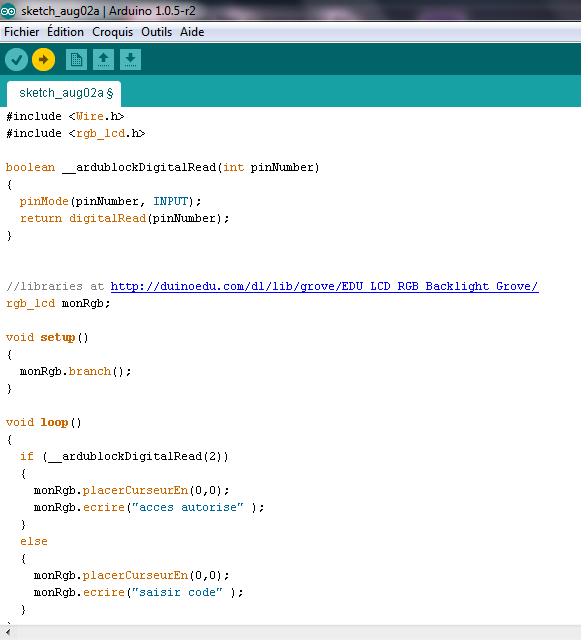 sketch_aug02a | Arduino 1.0.5-r2
Fichier Édition Croquis Outils Aide
sketch_aug02a §
#include <Wire.h>
#include <rgb_lcd.h>

boolean __ardublockDigitalRead(int pinNumber)
{
  pinMode(pinNumber, INPUT);
  return digitalRead(pinNumber);
}

//libraries at http://duinoedu.com/dl/lib/grove/EDU_LCD_RGB_Backlight_Grove/
rgb_lcd monRgb;

void setup()
{
  monRgb.branch();
}

void loop()
{
  if (__ardublockDigitalRead(2))
  {
    monRgb.placerCurseurEn(0,0);
    monRgb.ecrire("acces autorise" );
  }
  else
  {
    monRgb.placerCurseurEn(0,0);
    monRgb.ecrire("saisir code" );
  }